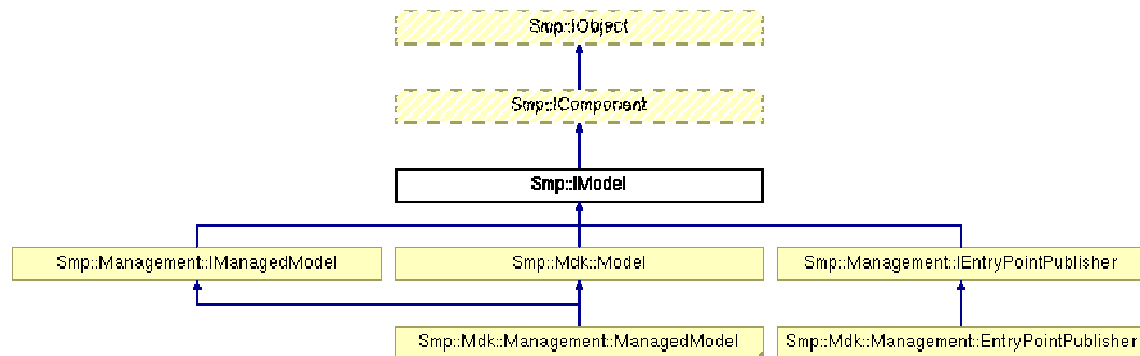 Smp::IObject
Smp::IComponent
Smp::IModel
Smp::Management::IManagedModel
Smp::Mdk::Model
Smp::Management::IEntryPointPublisher
Smp::Mdk::Management::ManagedModel
Smp::Mdk::Management::EntryPointPublisher